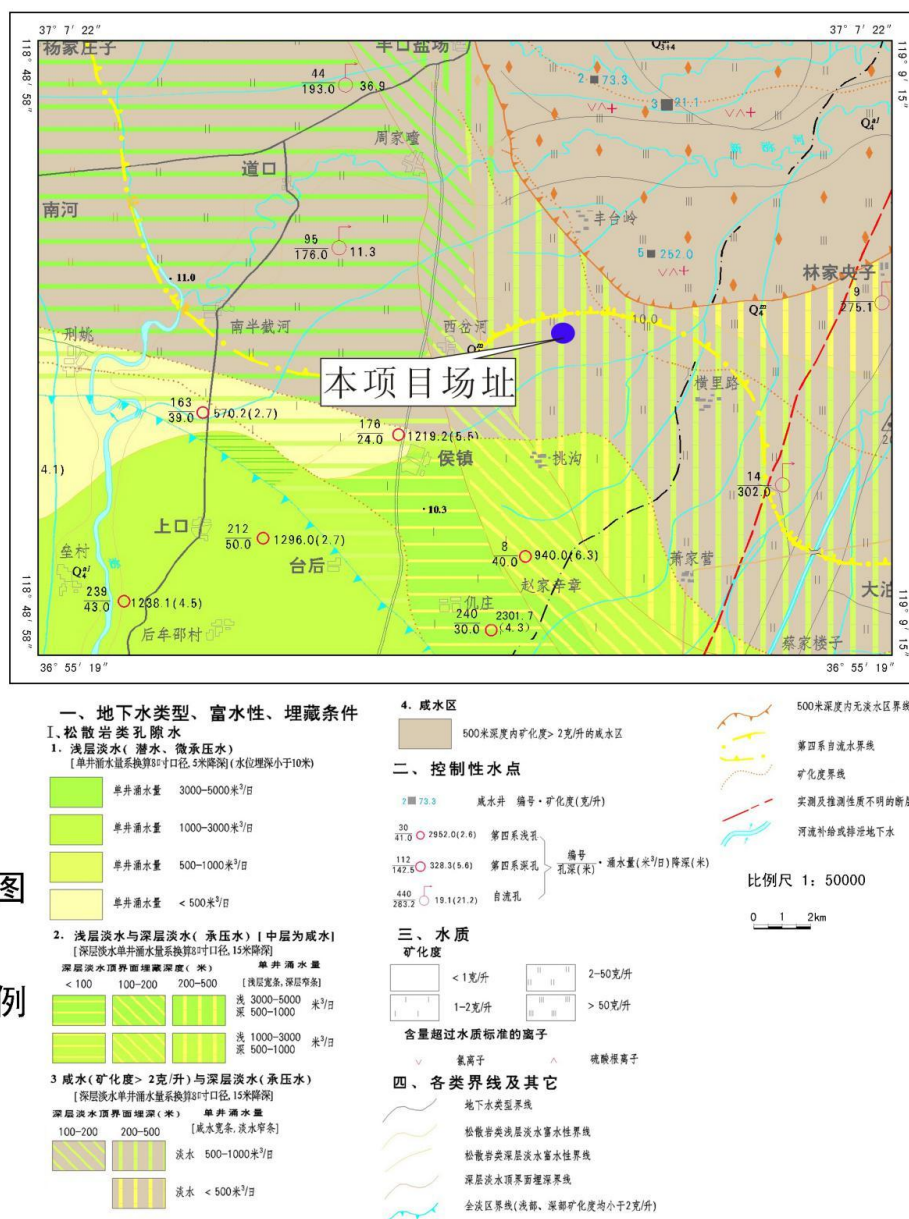 37° 7′ 22″
37° 7′ 22″
118° 48′ 58″
119° 9′ 15″
杨家庄子
丰口盐场
44
193.0
36.9
2
73.3
3
21.1
周家疃
道口
南河
95
176.0
11.3
丰台岭
5
252.0
林家央子
9
275.1
11.0
邢姚
南半截河
西岔河
10.0
本项目场址
横里路
163
39.0
570.2(2.7)
176
24.0
1219.2(5.5)
侯镇
挑沟
14
302.0
4.1)
10.3
上口
212
50.0
1296.0(2.7)
台后
8
40.0
940.0(6.3)
赵家辛章
萧家营
垒村
239
43.0
1238.1(4.5)
后牟邵村
仉庄
240
30.0
2301.7
(4.3)
蔡家楼子
118° 48′ 58″
119° 9′ 15″
36° 55′ 19″
36° 55′ 19″
图
例
一、地下水类型、富水性、埋藏条件
I.松散岩类孔隙水
1. 浅层淡水(潜水、微承压水)
[单井涌水量系换算8吋口径,5米降深](水位埋深小于10米)
单井涌水量 3000-5000米³/日
单井涌水量 1000-3000米³/日
单井涌水量 500-1000米³/日
单井涌水量 <500米³/日
2. 浅层淡水与深层淡水(承压水)[中层为咸水]
[深层淡水单井涌水量系换算8吋口径,15米降深]
深层淡水顶界面埋藏深度(米) 单井涌水量
<100 100-200 200-500 [浅层宽条,深层窄条]
浅 3000-5000 米³/日
深 500-1000
浅 1000-3000 米³/日
深 500-1000
3 咸水(矿化度>2克/升)与深层淡水(承压水)
[深层淡水单井涌水量系换算8吋口径,15米降深]
深层淡水顶界面埋深(米) 单井涌水量
100-200 200-500 [咸水宽条,淡水窄条]
淡水 500-1000米³/日
淡水 <500米³/日
4. 咸水区
500米深度内矿化度>2克/升的咸水区
二、控制性水点
2 73.3 咸水井 编号·矿化度(克/升)
30
41.0
2952.0(2.6) 第四系浅孔
112
142.5
328.3(5.6) 第四系深孔
440
283.2
19.1(21.2) 自流孔
编号
孔深(米)
·涌水量(米³/日)降深(米)
三、水质
矿化度
<1克/升
2-50克/升
1-2克/升
>50克/升
含量超过水质标准的离子
氯离子
硫酸根离子
四、各类界线及其它
地下水类型界线
松散岩类浅层淡水富水性界线
松散岩类深层淡水富水性界线
深层淡水顶界面埋深界线
全淡区界线(浅部、深部矿化度均小于2克/升)
500米深度内无淡水区界线
第四系自流水界线
矿化度界线
实测及推测性质不明的断层
河流补给或排泄地下水
比例尺 1:50000
0 1 2km